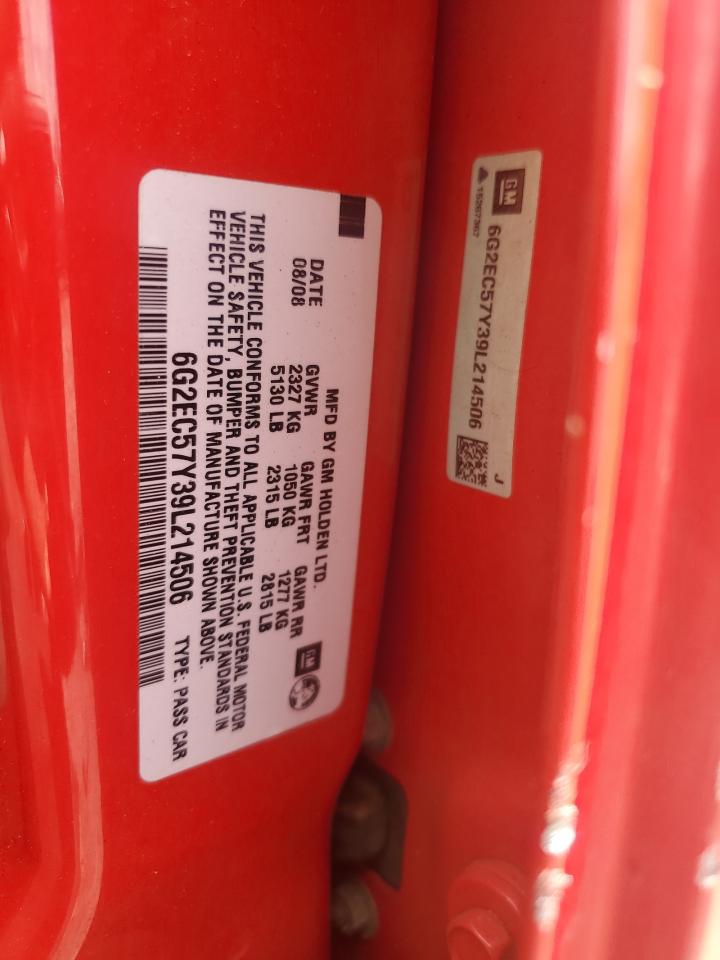 MFD BY GM HOLDEN LTD.
DATE GVWR GAWR FRT GAWR RR
08/08 2327 KG 1050 KG 1277 KG
5130 LB 2315 LB 2815 LB
GM
THIS VEHICLE CONFORMS TO ALL APPLICABLE U.S. FEDERAL MOTOR
VEHICLE SAFETY, BUMPER AND THEFT PREVENTION STANDARDS IN
EFFECT ON THE DATE OF MANUFACTURE SHOWN ABOVE.
6G2EC57Y39L214506 TYPE: PASS CAR
GM
15267367
6G2EC57Y39L214506
J